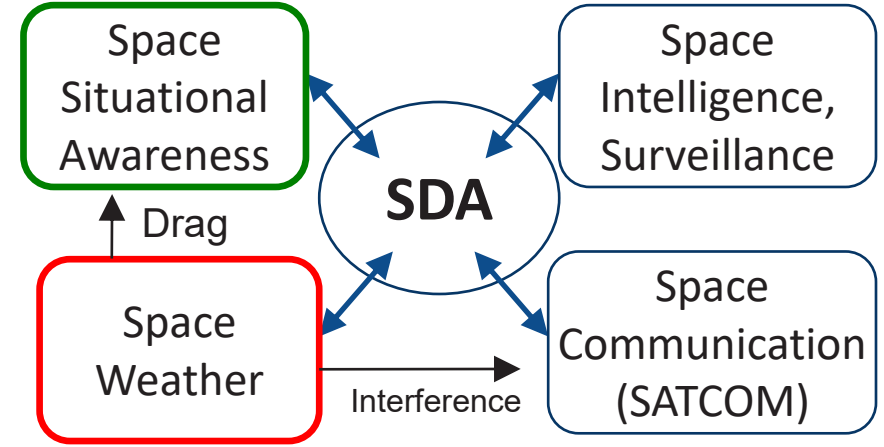 Space
Situational
Awareness
Space
Intelligence,
Surveillance
SDA
Drag
Space
Weather
Interference
Space
Communication
(SATCOM)